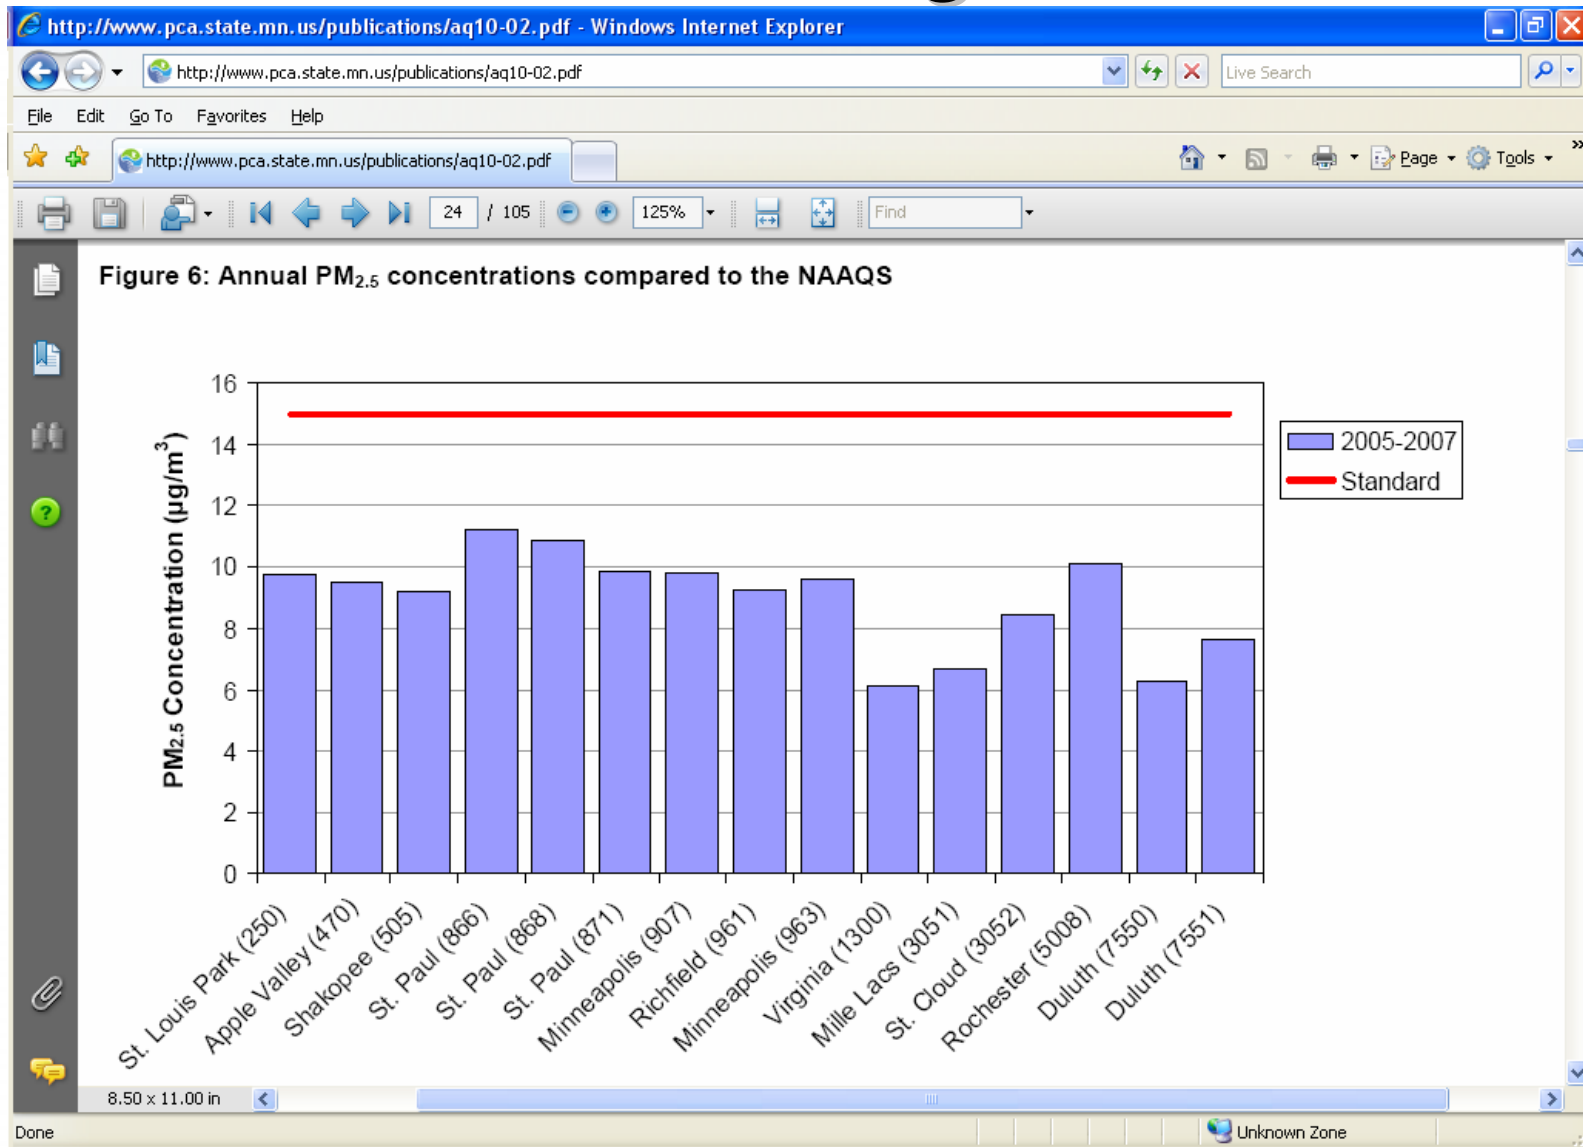 http://www.pca.state.mn.us/publications/aq10-02.pdf - Windows Internet Explorer
http://www.pca.state.mn.us/publications/aq10-02.pdf
Live Search
File Edit Go To Favorites Help
http://www.pca.state.mn.us/publications/aq10-02.pdf
Page Tools »
24 / 105 125% Find
Figure 6: Annual PM2.5 concentrations compared to the NAAQS
PM2.5 Concentration (µg/m³)
16
14
12
10
8
6
4
2
0
2005-2007
Standard
St. Louis Park (250)
Apple Valley (470)
Shakopee (505)
St. Paul (866)
St. Paul (868)
St. Paul (871)
Minneapolis (907)
Richfield (961)
Minneapolis (963)
Virginia (1300)
Mille Lacs (3051)
St. Cloud (3052)
Rochester (5008)
Duluth (7550)
Duluth (7551)
8.50 x 11.00 in
Done
Unknown Zone